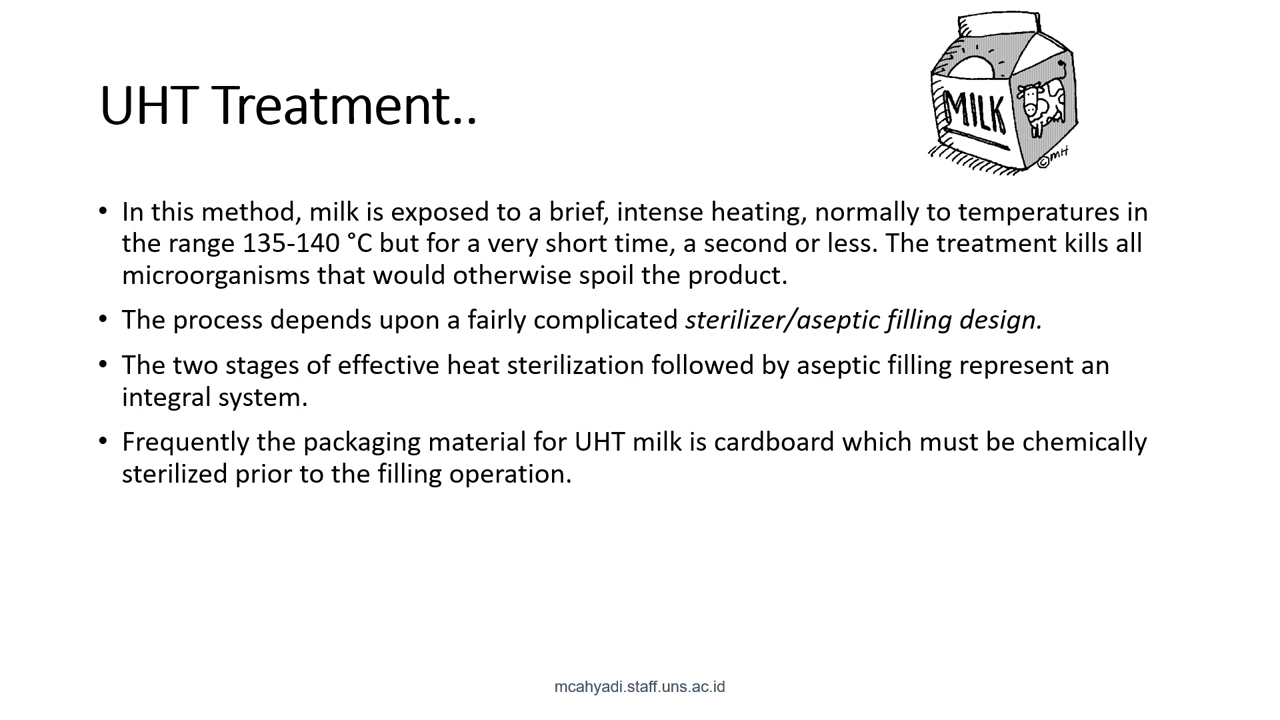 UHT Treatment..
MILK
©MH
• In this method, milk is exposed to a brief, intense heating, normally to temperatures in
the range 135-140 °C but for a very short time, a second or less. The treatment kills all
microorganisms that would otherwise spoil the product.
• The process depends upon a fairly complicated sterilizer/aseptic filling design.
• The two stages of effective heat sterilization followed by aseptic filling represent an
integral system.
• Frequently the packaging material for UHT milk is cardboard which must be chemically
sterilized prior to the filling operation.
mcahyadi.staff.uns.ac.id